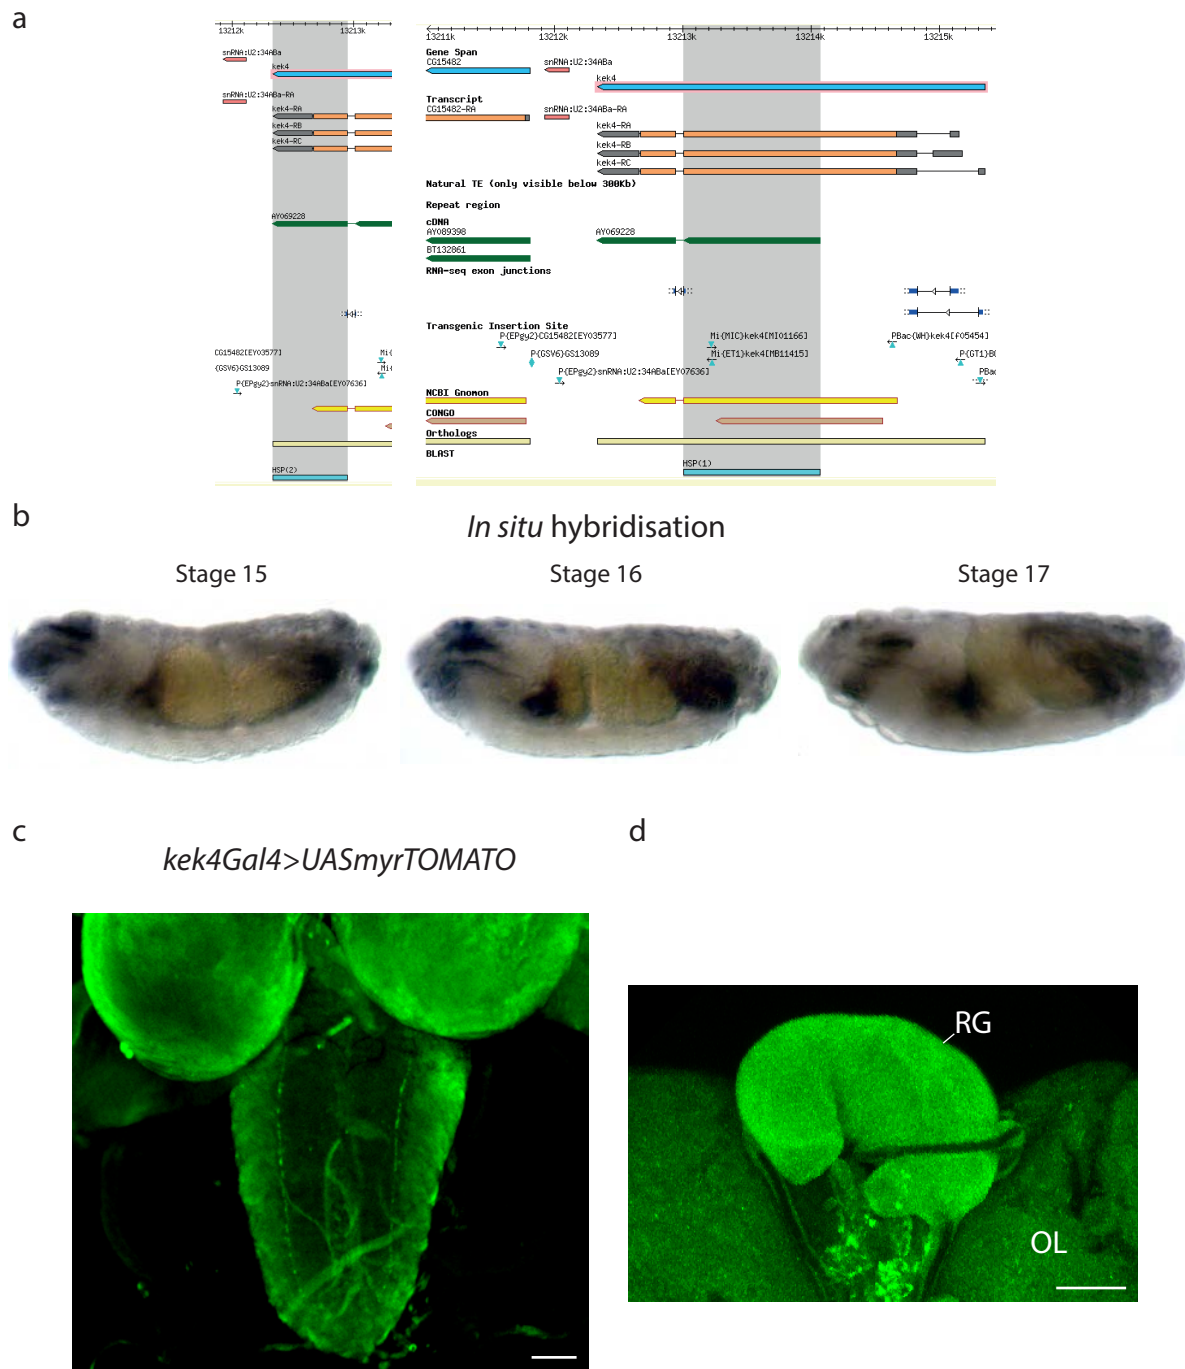 a
13212k 13213k
snRNA:U2:34ABa
kek4
snRNA:U2:34ABa-RA
kek4-RA
kek4-RB
kek4-RC
AY069228
CG15482[EY03577] Mi{
{GSV6}GS13089 Mi{
P{EPgy2}snRNA:U2:34ABa[EY07636]
HSP(2)
13211k 13212k 13213k 13214k 13215k
Gene Span
CG15482 snRNA:U2:34ABa
kek4
Transcript
CG15482-RA snRNA:U2:34ABa-RA
kek4-RA
kek4-RB
kek4-RC
Natural TE (only visible below 300Kb)
Repeat region
cDNA
AY089398 AY069228
BT132861
RNA-seq exon junctions
Transgenic Insertion Site
P{EPgy2}CG15482[EY03577] Mi{MIC}kek4[MI01166] PBac{WH}kek4[f05454]
P{GSV6}GS13089 Mi{ET1}kek4[MB11415] P{GT1}BG
P{EPgy2}snRNA:U2:34ABa[EY07636] PBac
NCBI Gnomon
CONGO
Orthologs
BLAST
HSP(1)
b
In situ hybridisation
Stage 15 Stage 16 Stage 17
c
kek4Gal4>UASmyrTOMATO
d
RG
OL